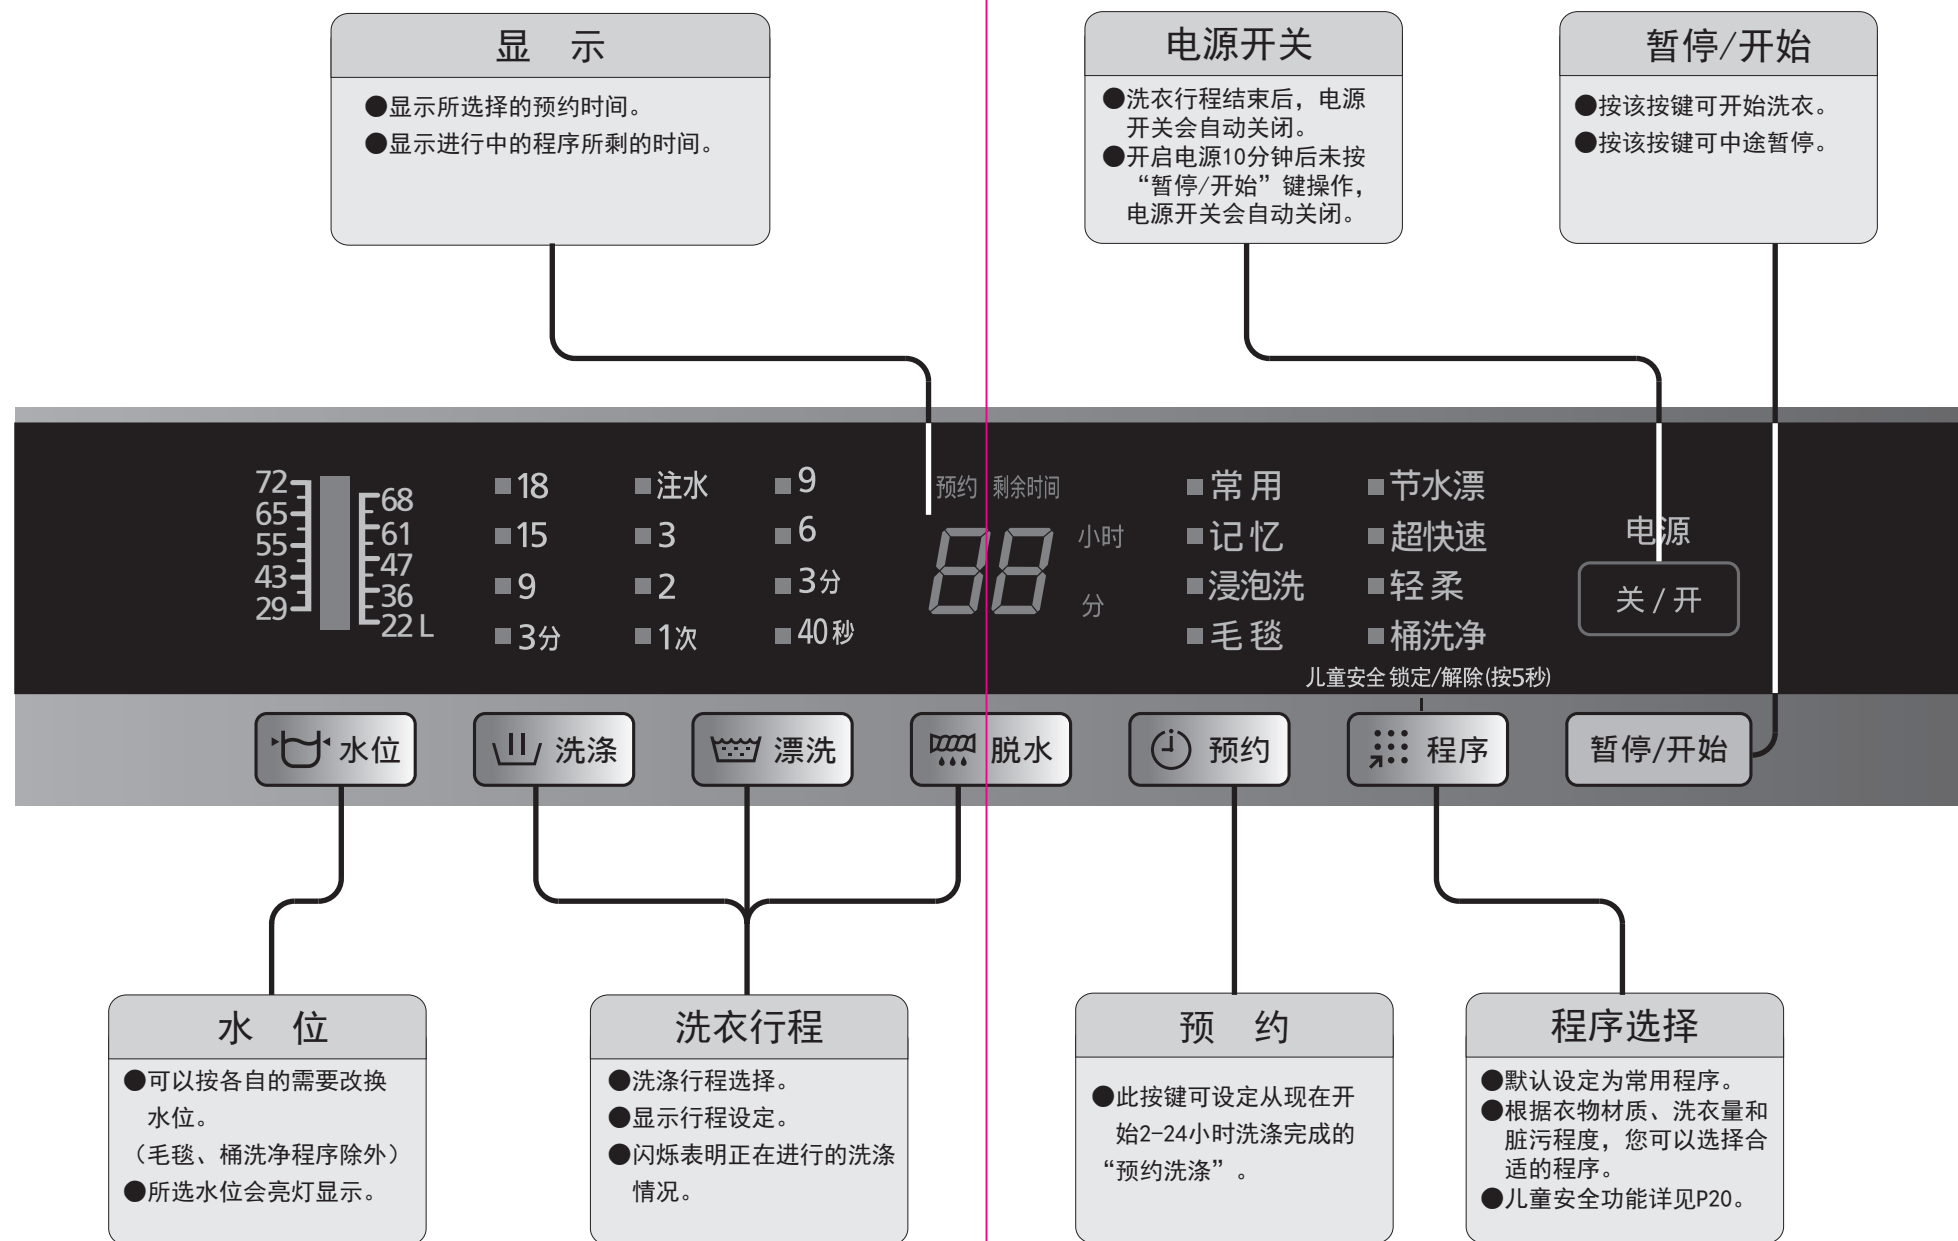 显 示
●显示所选择的预约时间。
●显示进行中的程序所剩的时间。
电源开关
●洗衣行程结束后，电源
开关会自动关闭。
●开启电源10分钟后未按
“暂停/开始”键操作，
电源开关会自动关闭。
暂停/开始
●按该按键可开始洗衣。
●按该按键可中途暂停。
72
65
55
43
29
68
61
47
36
22 L
18
15
9
3分
注水
3
2
1次
9
6
3分
40秒
预约 剩余时间
88
小时
分
常用
记忆
浸泡洗
毛毯
节水漂
超快速
轻柔
桶洗净
儿童安全 锁定/解除(按5秒)
电源
关/开
水位
洗涤
漂洗
脱水
预约
程序
暂停/开始
水 位
●可以按各自的需要改换
水位。
（毛毯、桶洗净程序除外）
●所选水位会亮灯显示。
洗衣行程
●洗涤行程选择。
●显示行程设定。
●闪烁表明正在进行的洗涤
情况。
预 约
●此按键可设定从现在开
始2-24小时洗涤完成的
“预约洗涤”。
程序选择
●默认设定为常用程序。
●根据衣物材质、洗衣量和
脏污程度，您可以选择合
适的程序。
●儿童安全功能详见P20。